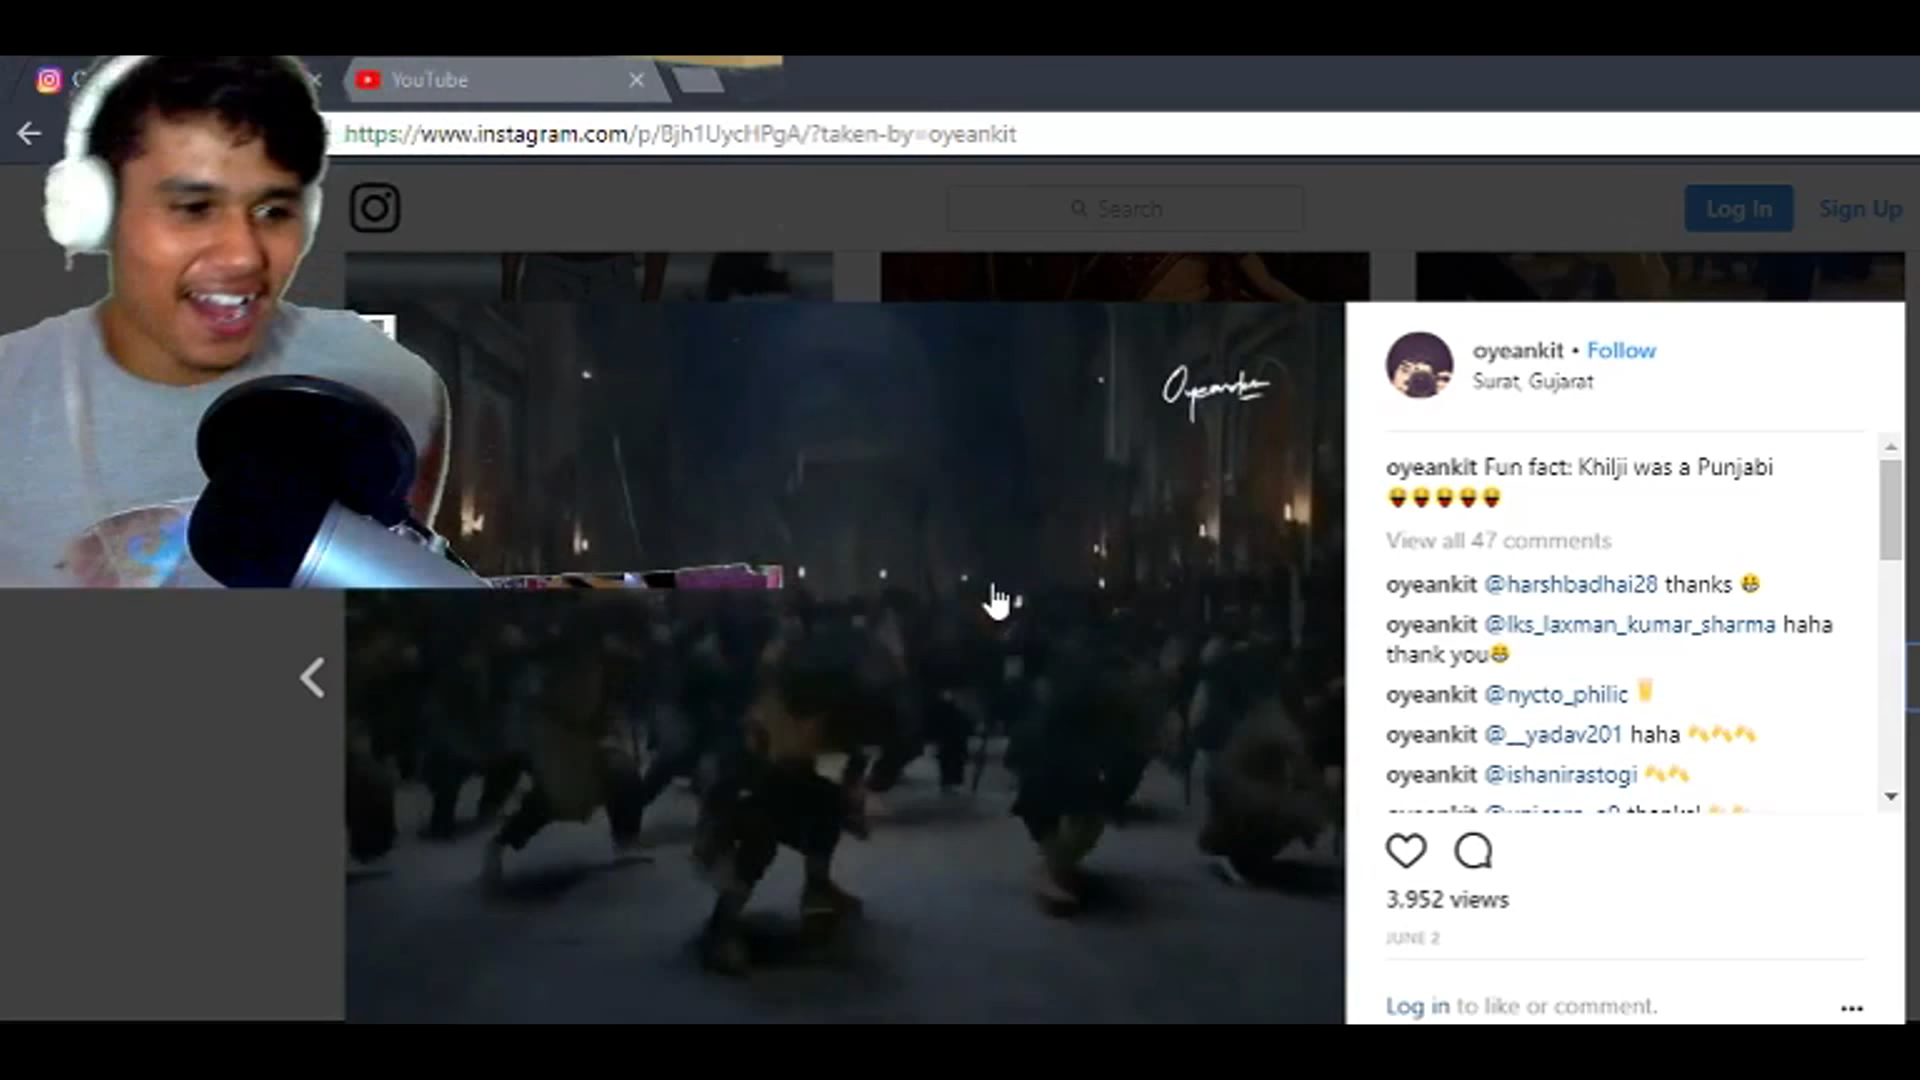 YouTube
https://www.instagram.com/p/Bjh1UycHPgA/?taken-by=oyeankit
Search
Log In
Sign Up
Oyeankit
oyeankit • Follow
Surat, Gujarat
oyeankit Fun fact: Khilji was a Punjabi
😜😜😜😜😜
View all 47 comments
oyeankit @harshbadhai28 thanks 😁
oyeankit @lks_laxman_kumar_sharma haha
thank you😁
oyeankit @nycto_philic
oyeankit @__yadav201 haha 🙌🙌🙌
oyeankit @ishanirastogi 🙌🙌
3,952 views
JUNE 2
Log in to like or comment.